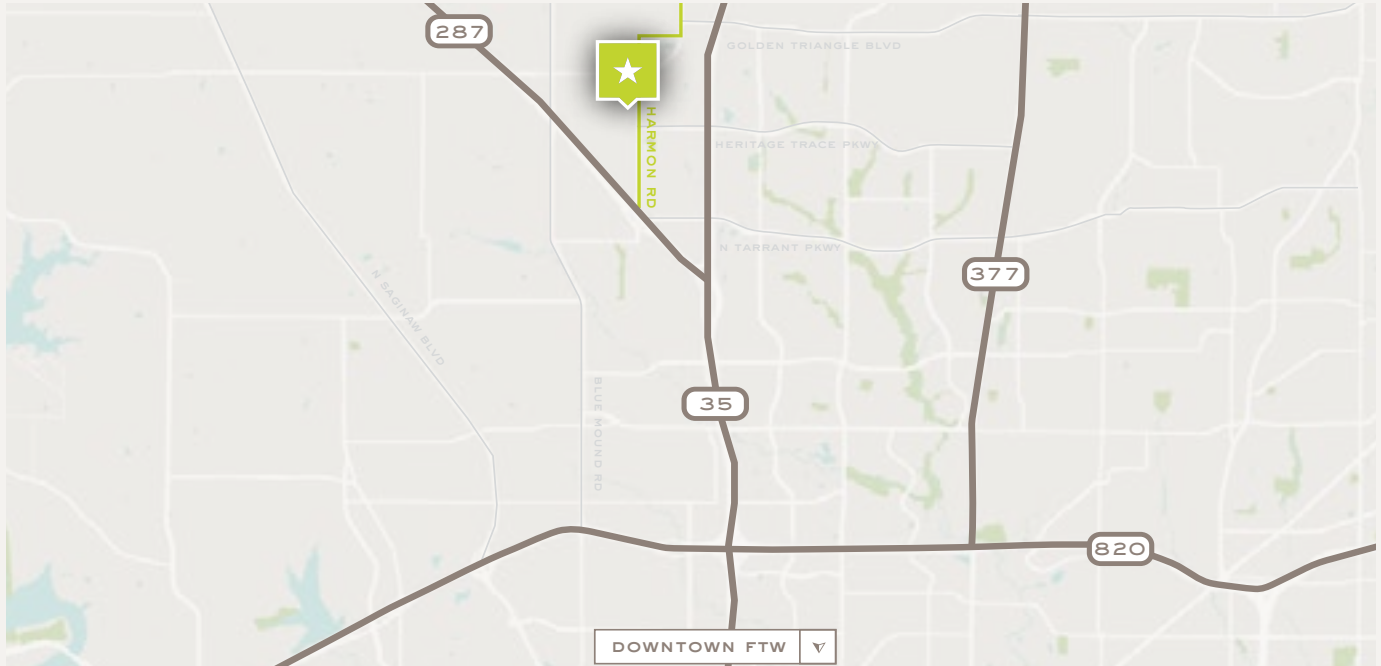 287
GOLDEN TRIANGLE BLVD
HARMON RD
HERITAGE TRACE PKWY
N TARRANT PKWY
377
N SAGINAW BLVD
BLUE MOUND RD
35
820
DOWNTOWN FTW